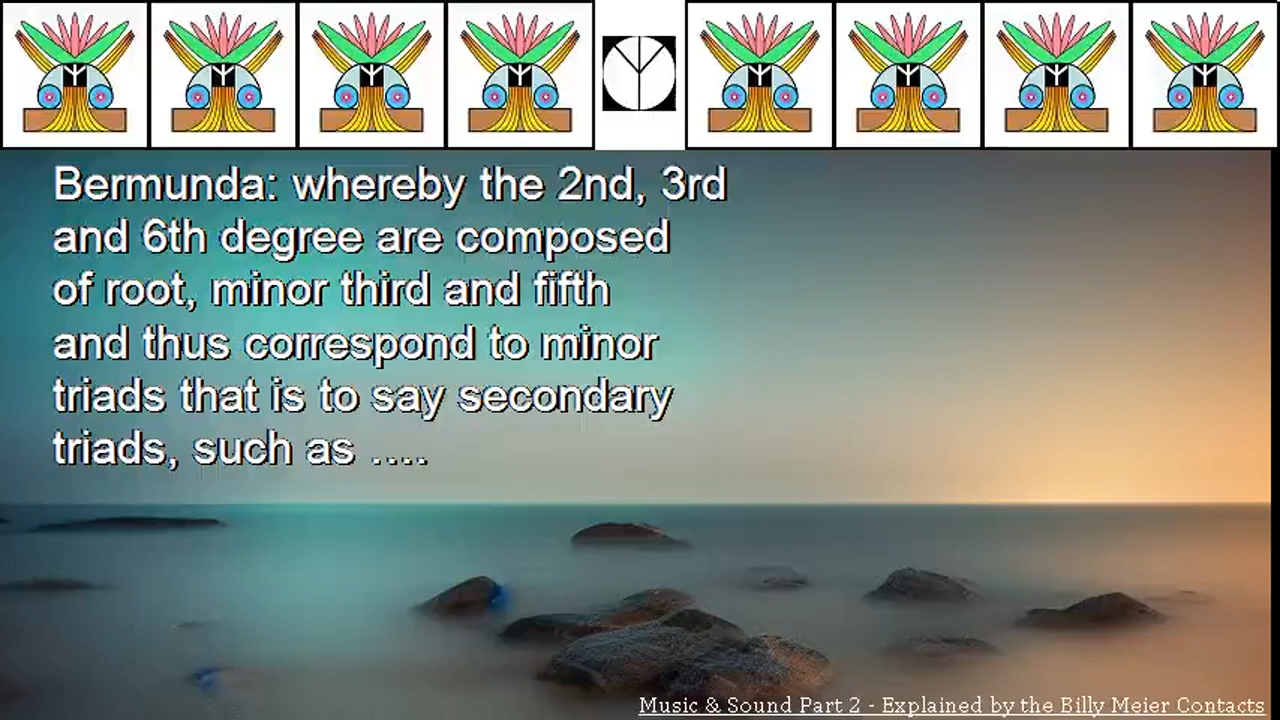 Bermunda: whereby the 2nd, 3rd
and 6th degree are composed
of root, minor third and fifth
and thus correspond to minor
triads that is to say secondary
triads, such as ....
Music & Sound Part 2 - Explained by the Billy Meier Contacts